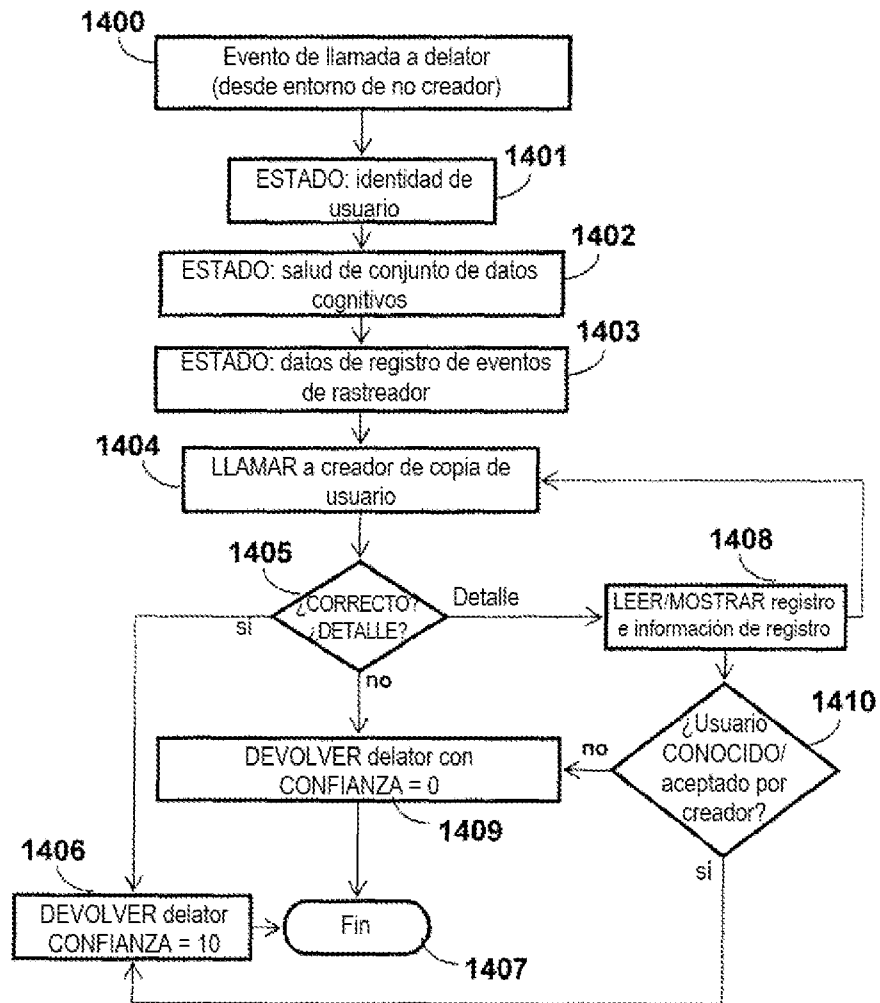 1400
Evento de llamada a delator
(desde entorno de no creador)
1401
ESTADO: identidad de
usuario
1402
ESTADO: salud de conjunto de datos
cognitivos
1403
ESTADO: datos de registro de eventos
de rastreador
1404
LLAMAR a creador de copia de
usuario
1405
¿CORRECTO?
¿DETALLE?
sí
Detalle
no
1408
LEER/MOSTRAR registro
e información de registro
1410
¿Usuario
CONOCIDO/
aceptado por
creador?
no
sí
DEVOLVER delator con
CONFIANZA = 0
1409
1406
DEVOLVER delator
CONFIANZA = 10
Fin
1407